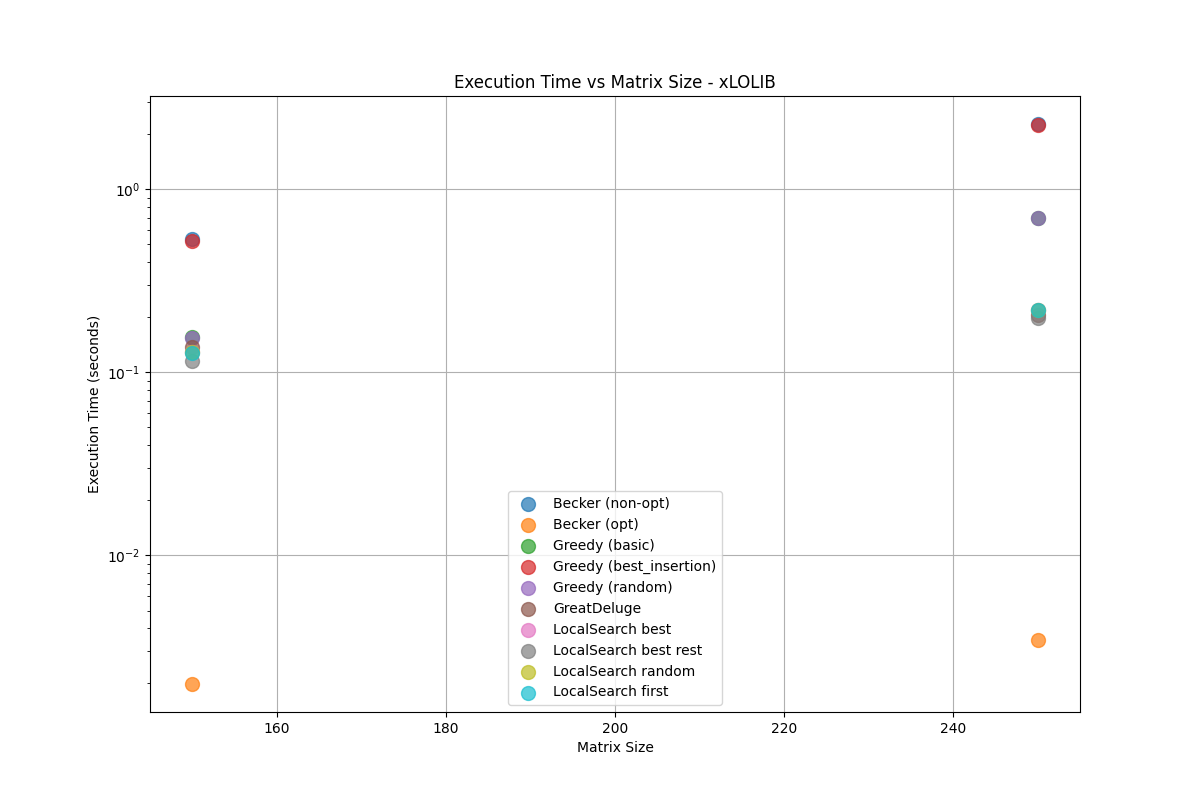 Execution Time vs Matrix Size - xLOLIB
Execution Time (seconds)
10⁰
10⁻¹
10⁻²
Becker (non-opt)
Becker (opt)
Greedy (basic)
Greedy (best_insertion)
Greedy (random)
GreatDeluge
LocalSearch best
LocalSearch best rest
LocalSearch random
LocalSearch first
160 180 200 220 240
Matrix Size